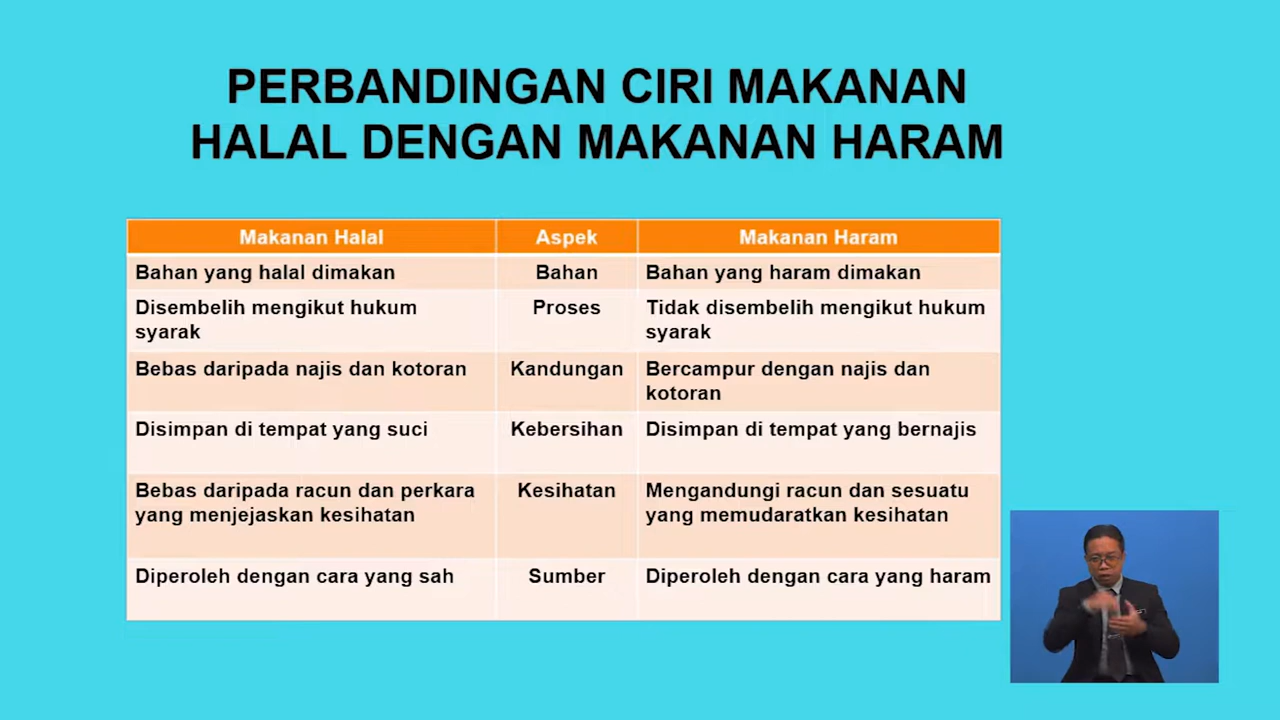 PERBANDINGAN CIRI MAKANAN
HALAL DENGAN MAKANAN HARAM
Makanan Halal Aspek Makanan Haram
Bahan yang halal dimakan Bahan Bahan yang haram dimakan
Disembelih mengikut hukum Proses Tidak disembelih mengikut hukum
syarak syarak
Bebas daripada najis dan kotoran Kandungan Bercampur dengan najis dan
kotoran
Disimpan di tempat yang suci Kebersihan Disimpan di tempat yang bernajis
Bebas daripada racun dan perkara Kesihatan Mengandungi racun dan sesuatu
yang menjejaskan kesihatan yang memudaratkan kesihatan
Diperoleh dengan cara yang sah Sumber Diperoleh dengan cara yang haram